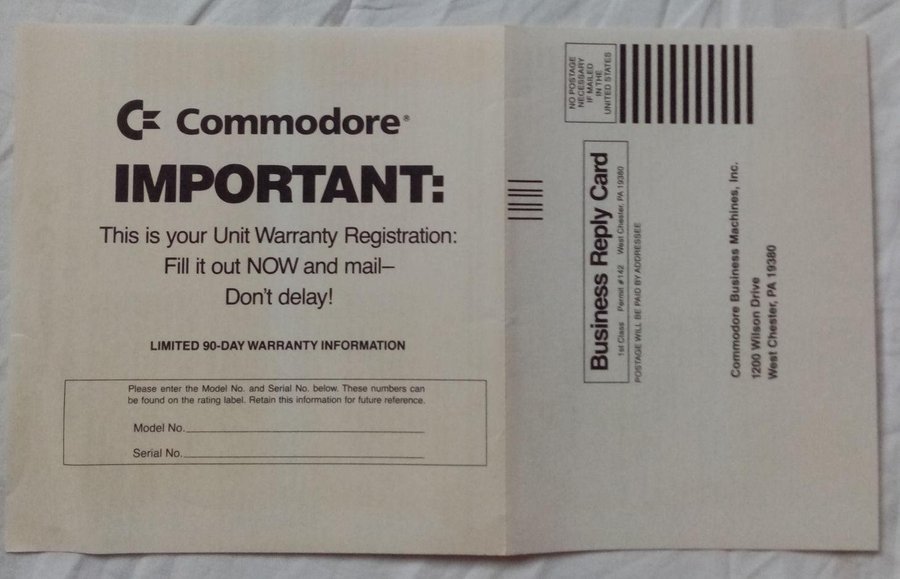 Commodore®
IMPORTANT:
This is your Unit Warranty Registration:
Fill it out NOW and mail–
Don't delay!
LIMITED 90-DAY WARRANTY INFORMATION
Please enter the Model No. and Serial No. below. These numbers can
be found on the rating label. Retain this information for future reference.
Model No.
Serial No.
NO POSTAGE
NECESSARY
IF MAILED
IN THE
UNITED STATES
Business Reply Card
1st Class Permit #142 West Chester, PA 19380
POSTAGE WILL BE PAID BY ADDRESSEE
Commodore Business Machines, Inc.
1200 Wilson Drive
West Chester, PA 19380